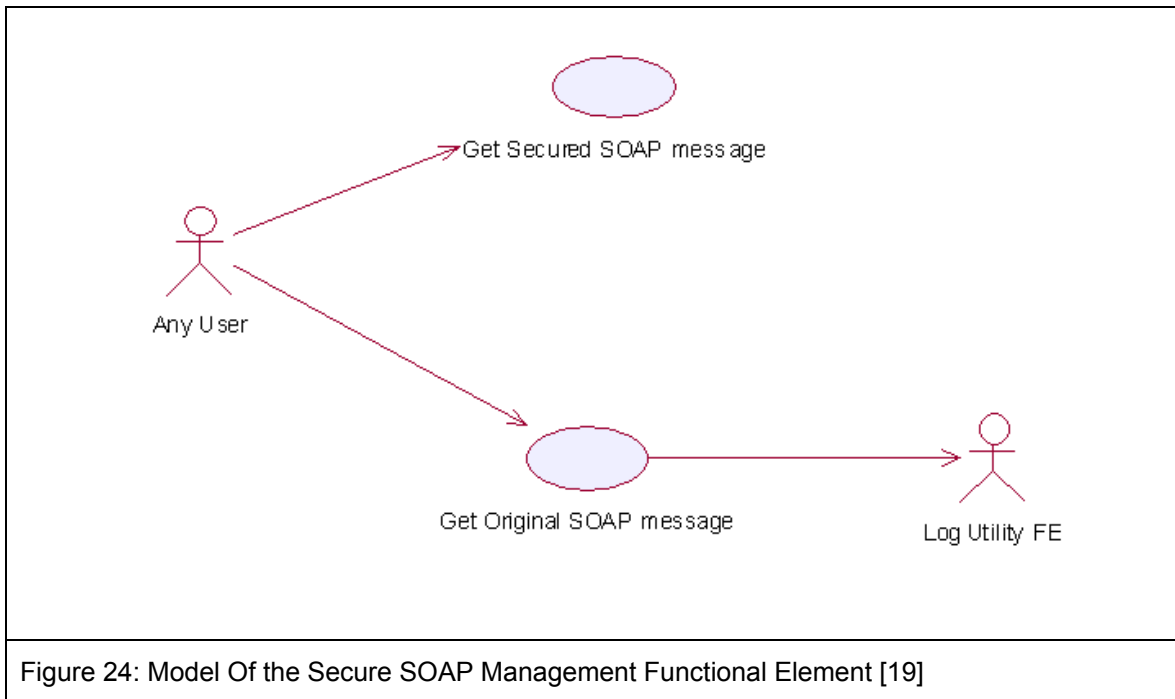 Get Secured SOAP message
Any User
Get Original SOAP message
Log Utility FE
Figure 24: Model Of the Secure SOAP Management Functional Element [19]